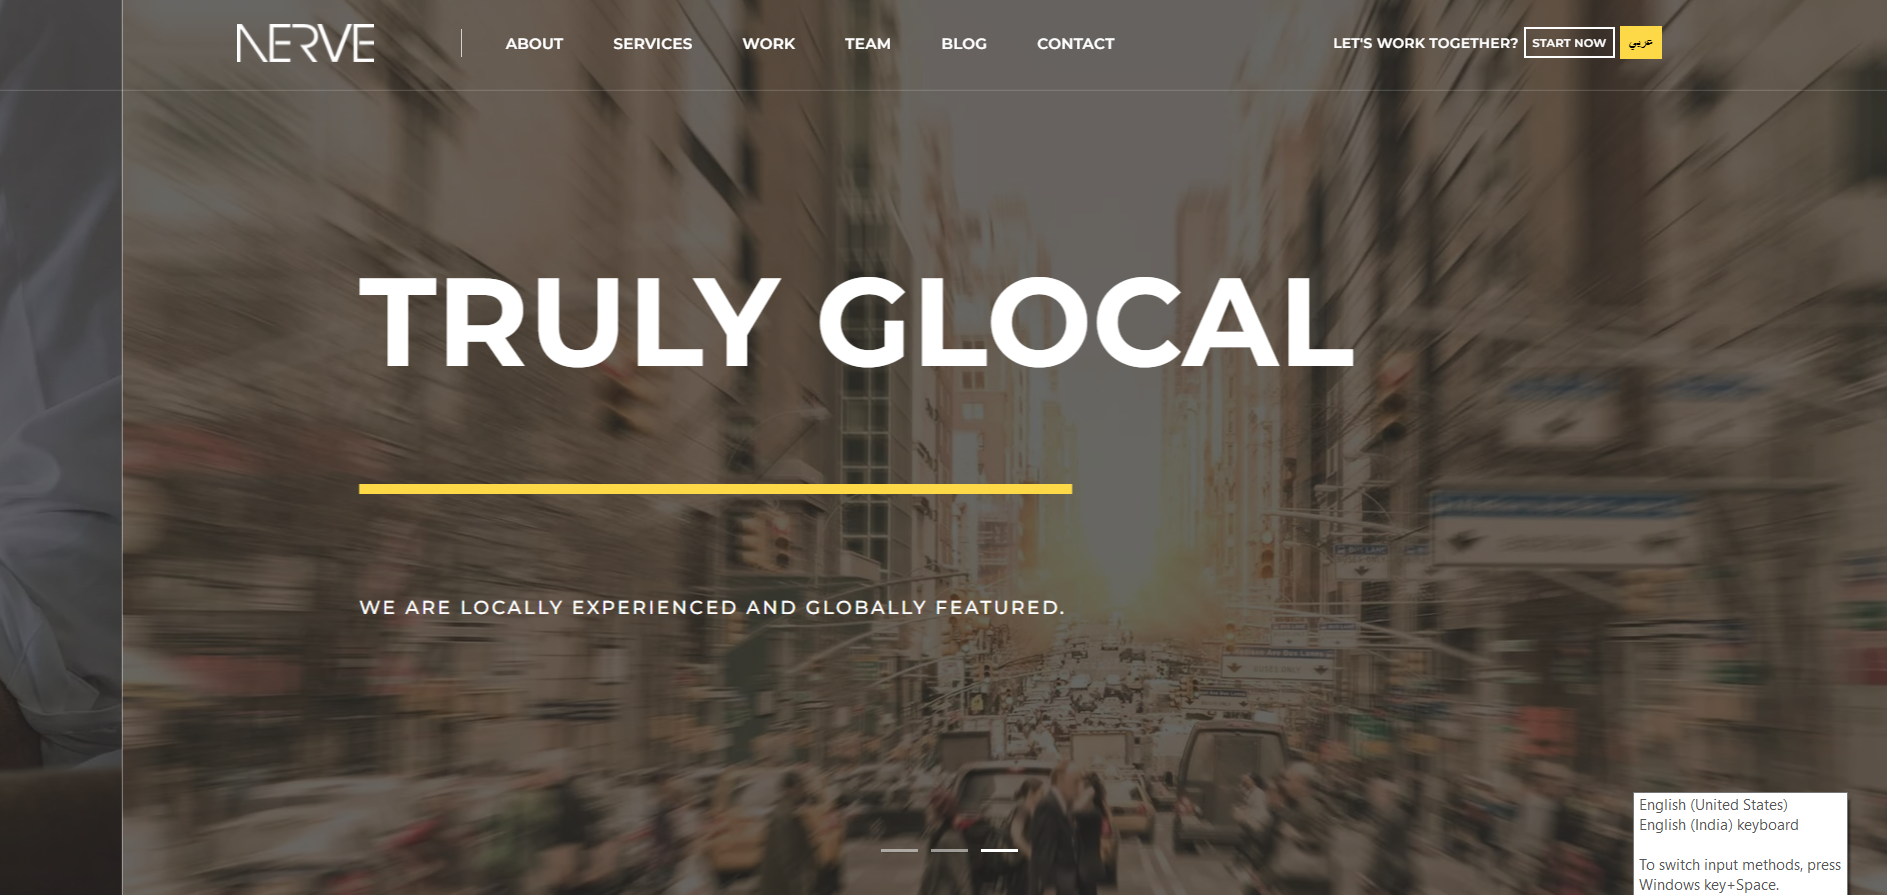 NERVE
ABOUT SERVICES WORK TEAM BLOG CONTACT
LET'S WORK TOGETHER? START NOW عربي
TRULY GLOCAL
WE ARE LOCALLY EXPERIENCED AND GLOBALLY FEATURED.
English (United States)
English (India) keyboard
To switch input methods, press
Windows key+Space.